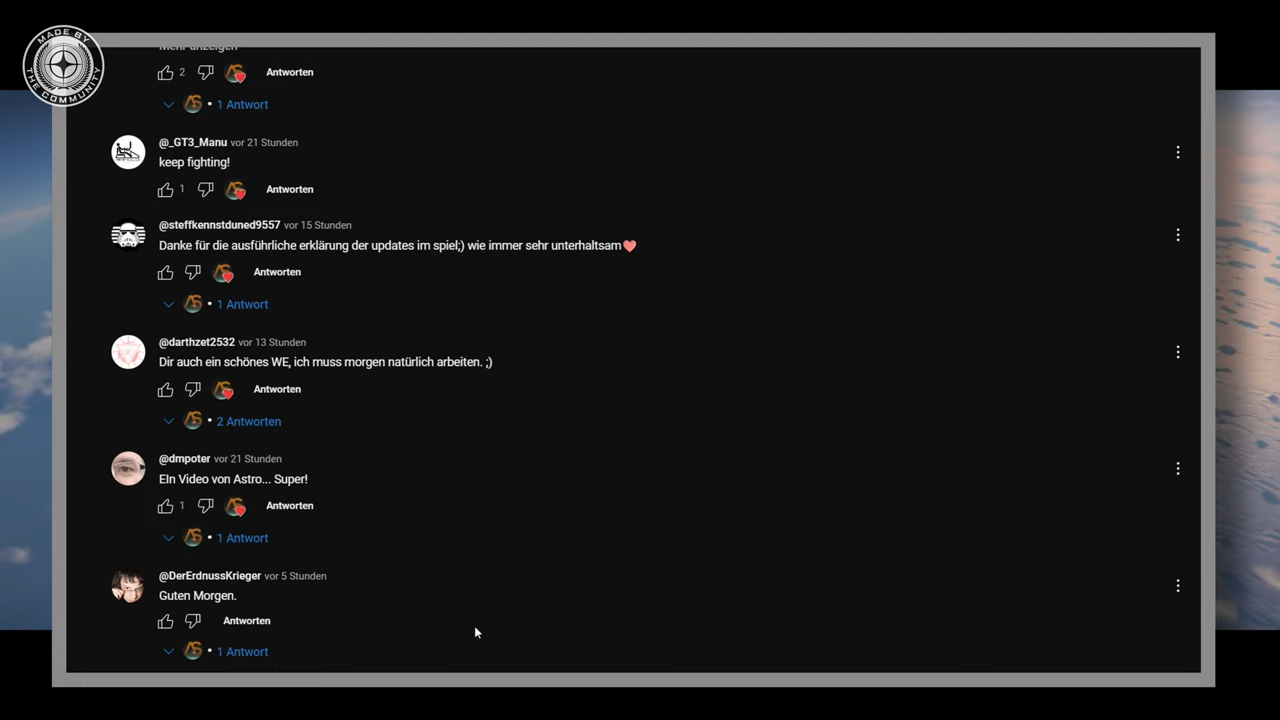 MADE BY
THE COMMUNITY
Mehr anzeigen
2 Antworten
1 Antwort
@_GT3_Manu vor 21 Stunden
keep fighting!
1 Antworten
@steffkennstduned9557 vor 15 Stunden
Danke für die ausführliche erklärung der updates im spiel;) wie immer sehr unterhaltsam❤️
Antworten
1 Antwort
@darthzet2532 vor 13 Stunden
Dir auch ein schönes WE, ich muss morgen natürlich arbeiten. ;)
Antworten
2 Antworten
@dmpoter vor 21 Stunden
EIn Video von Astro... Super!
1 Antworten
1 Antwort
@DerErdnussKrieger vor 5 Stunden
Guten Morgen.
Antworten
1 Antwort